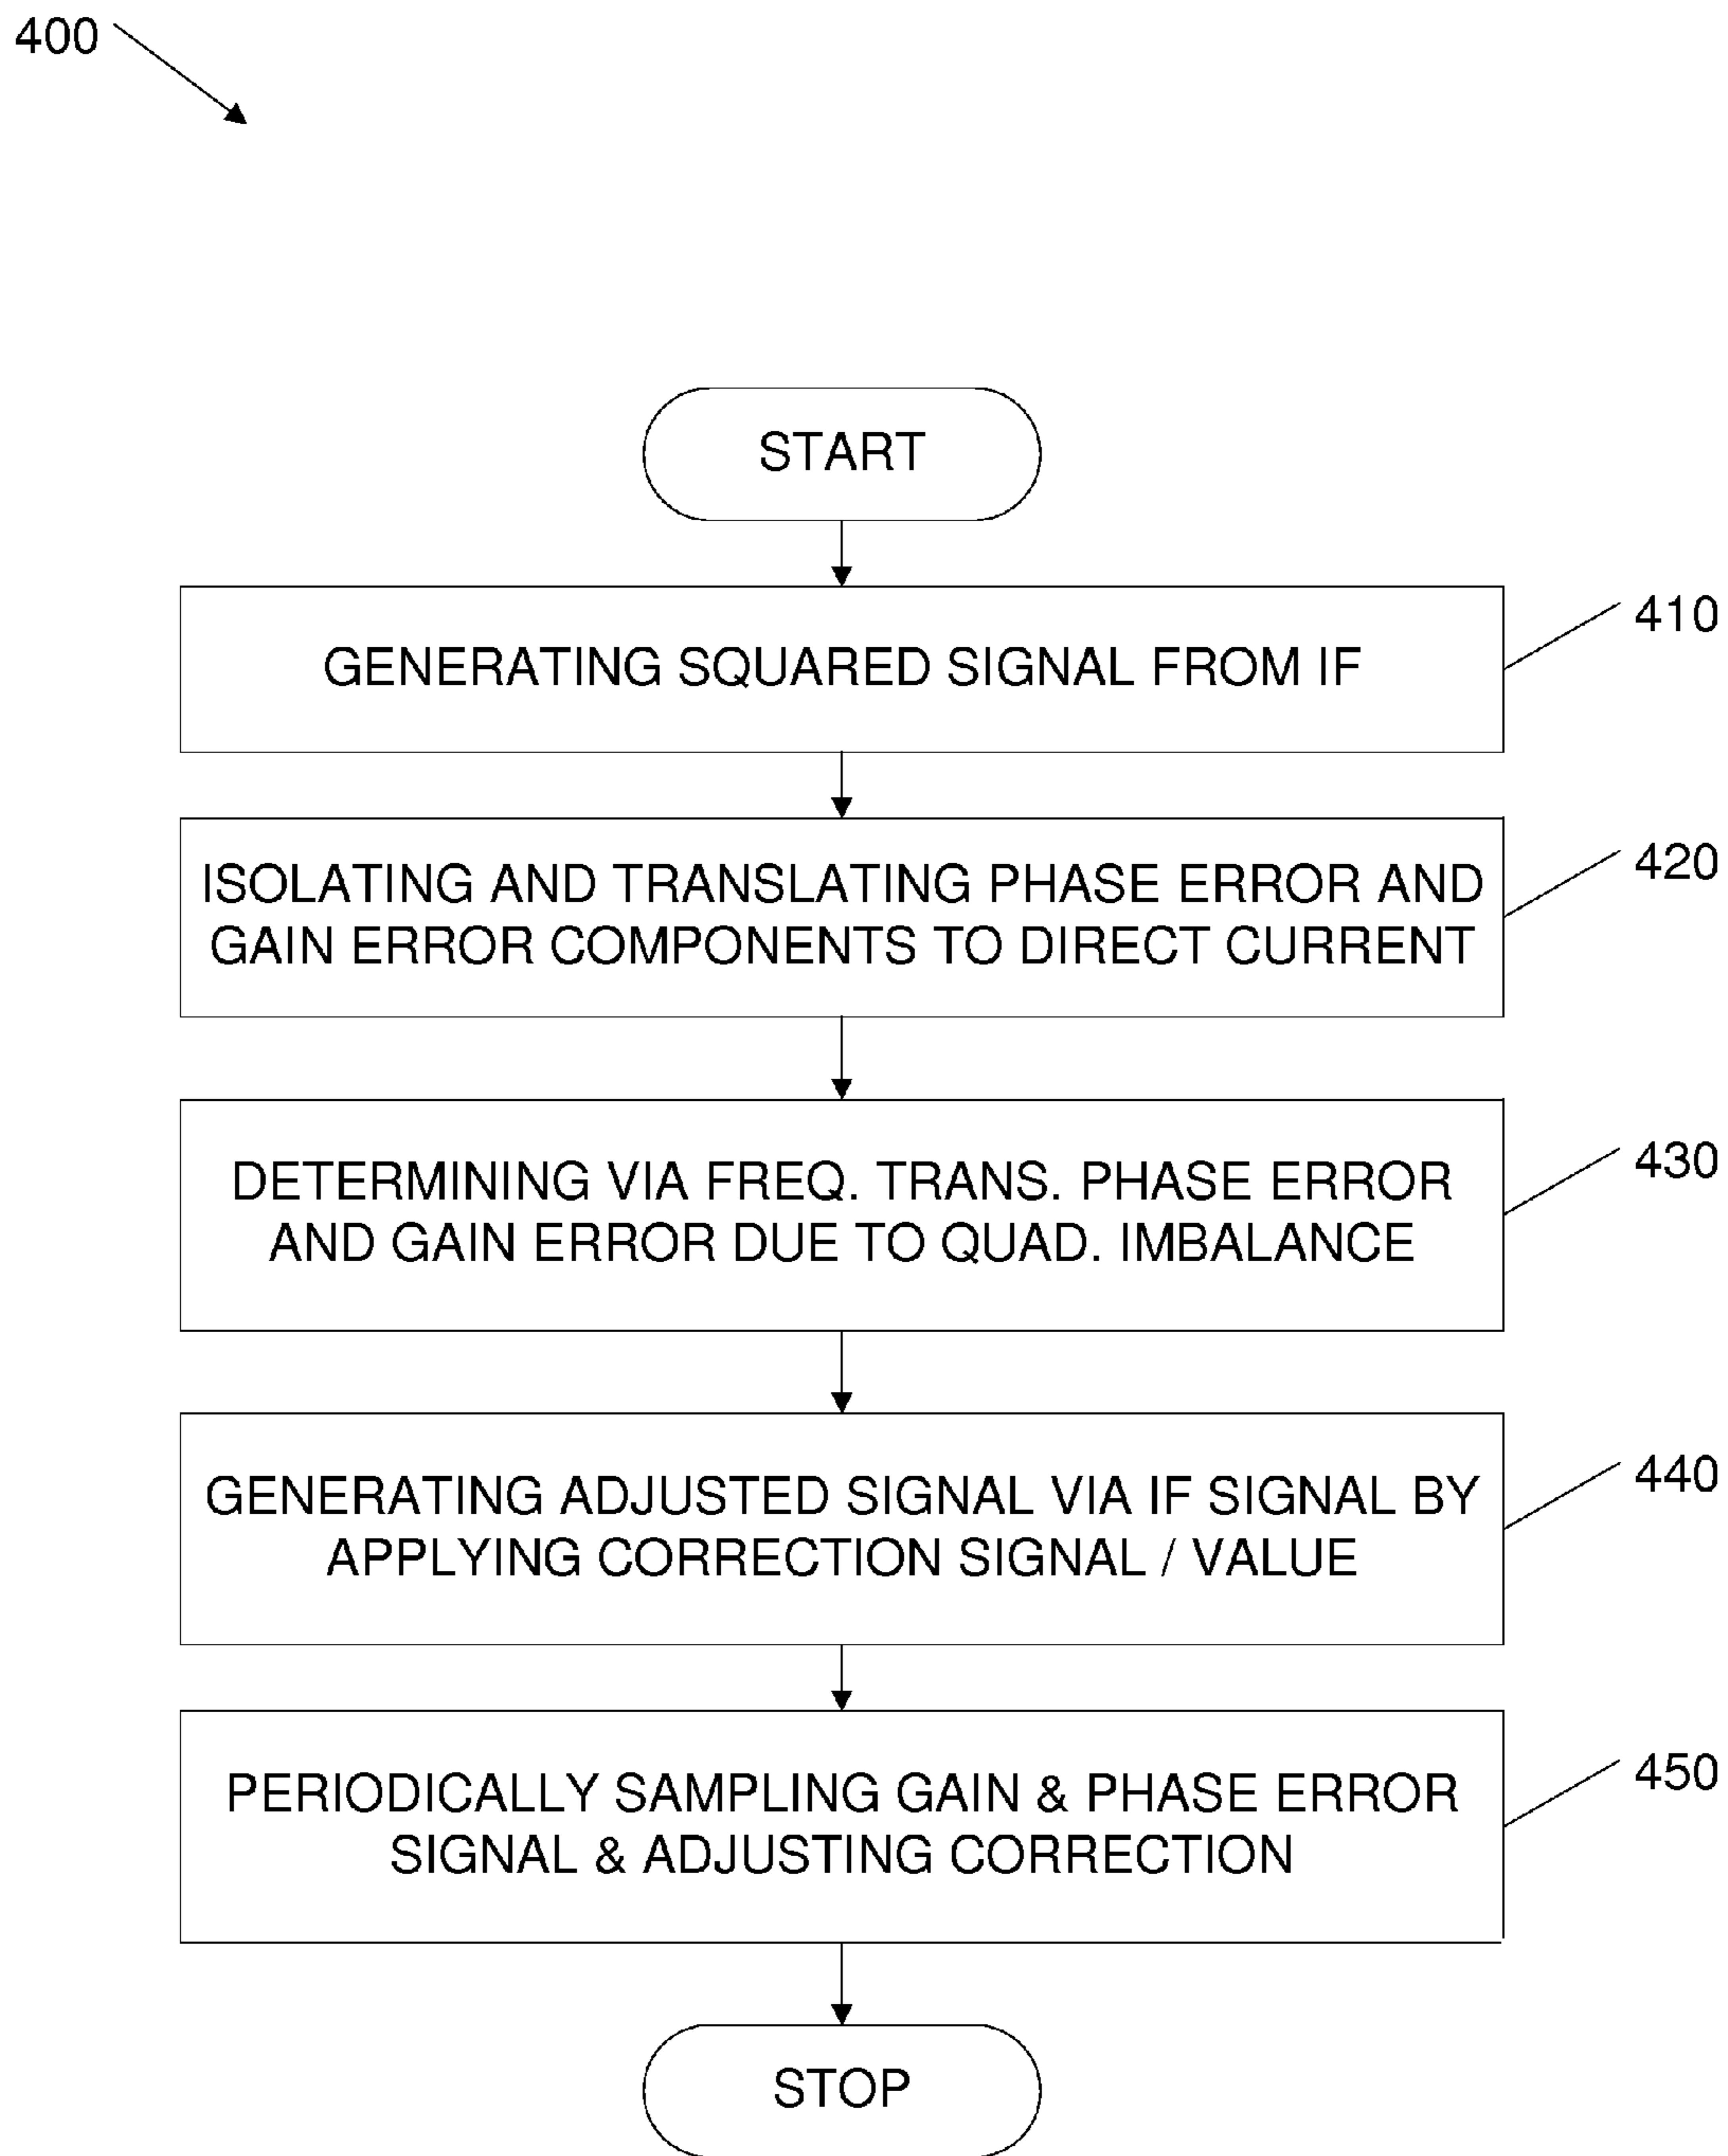 400
START
GENERATING SQUARED SIGNAL FROM IF
410
ISOLATING AND TRANSLATING PHASE ERROR AND
GAIN ERROR COMPONENTS TO DIRECT CURRENT
420
DETERMINING VIA FREQ. TRANS. PHASE ERROR
AND GAIN ERROR DUE TO QUAD. IMBALANCE
430
GENERATING ADJUSTED SIGNAL VIA IF SIGNAL BY
APPLYING CORRECTION SIGNAL / VALUE
440
PERIODICALLY SAMPLING GAIN & PHASE ERROR
SIGNAL & ADJUSTING CORRECTION
450
STOP